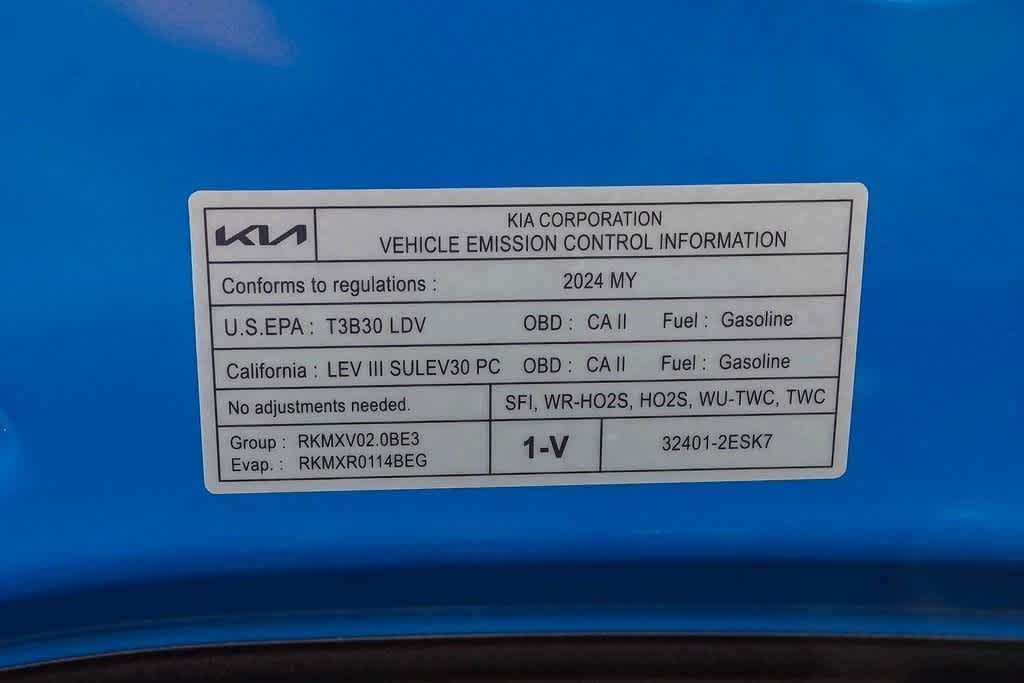 KIA
KIA CORPORATION
VEHICLE EMISSION CONTROL INFORMATION
Conforms to regulations : 2024 MY
U.S.EPA : T3B30 LDV OBD : CA II Fuel : Gasoline
California : LEV III SULEV30 PC OBD : CA II Fuel : Gasoline
No adjustments needed. SFI, WR-HO2S, HO2S, WU-TWC, TWC
Group : RKMXV02.0BE3
Evap. : RKMXR0114BEG
1-V
32401-2ESK7